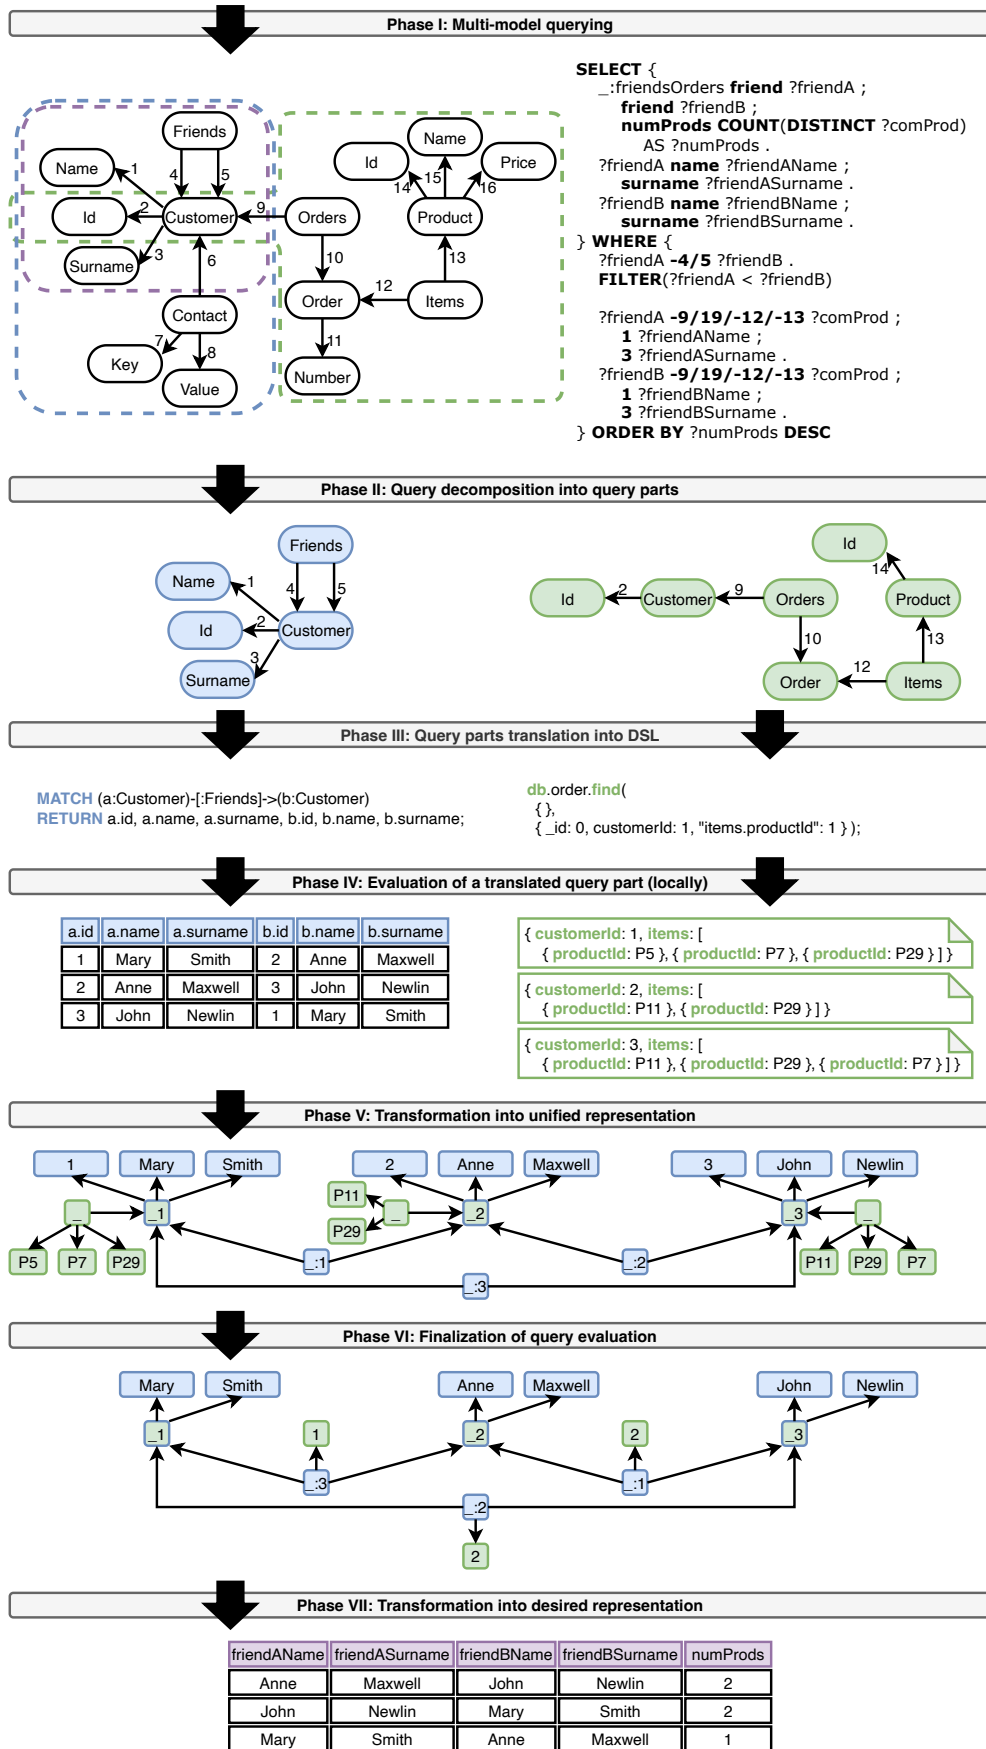 Phase I: Multi-model querying
Friends
Name
1
4
5
Id
2
Customer
9
Orders
3
Surname
6
Contact
7
8
Key
Value
Name
Id
Price
14
15
16
Product
10
13
12
Order
Items
11
Number
SELECT {
_:friendsOrders friend ?friendA ;
friend ?friendB ;
numProds COUNT(DISTINCT ?comProd)
AS ?numProds .
?friendA name ?friendAName ;
surname ?friendASurname .
?friendB name ?friendBName ;
surname ?friendBSurname .
} WHERE {
?friendA -4/5 ?friendB .
FILTER(?friendA < ?friendB)
?friendA -9/19/-12/-13 ?comProd ;
1 ?friendAName ;
3 ?friendASurname .
?friendB -9/19/-12/-13 ?comProd ;
1 ?friendBName ;
3 ?friendBSurname .
} ORDER BY ?numProds DESC
Phase II: Query decomposition into query parts
Friends
Name
1
4
5
Id
2
Customer
3
Surname
Id
14
Id
2
Customer
9
Orders
Product
10
13
12
Order
Items
Phase III: Query parts translation into DSL
MATCH (a:Customer)-[:Friends]->(b:Customer)
RETURN a.id, a.name, a.surname, b.id, b.name, b.surname;
db.order.find(
{ },
{ _id: 0, customerId: 1, "items.productId": 1 } );
Phase IV: Evaluation of a translated query part (locally)
a.id a.name a.surname b.id b.name b.surname
1 Mary Smith 2 Anne Maxwell
2 Anne Maxwell 3 John Newlin
3 John Newlin 1 Mary Smith
{ customerId: 1, items: [
{ productId: P5 }, { productId: P7 }, { productId: P29 } ] }
{ customerId: 2, items: [
{ productId: P11 }, { productId: P29 } ] }
{ customerId: 3, items: [
{ productId: P11 }, { productId: P29 }, { productId: P7 } ] }
Phase V: Transformation into unified representation
1 Mary Smith 2 Anne Maxwell 3 John Newlin
P11
_ _1 _ _2 _3 _
P29
P5 P7 P29 _:1 _:2 P11 P29 P7
_:3
Phase VI: Finalization of query evaluation
Mary Smith Anne Maxwell John Newlin
_1 1 _2 2 _3
_:3 _:1
_:2
2
Phase VII: Transformation into desired representation
friendAName friendASurname friendBName friendBSurname numProds
Anne Maxwell John Newlin 2
John Newlin Mary Smith 2
Mary Smith Anne Maxwell 1